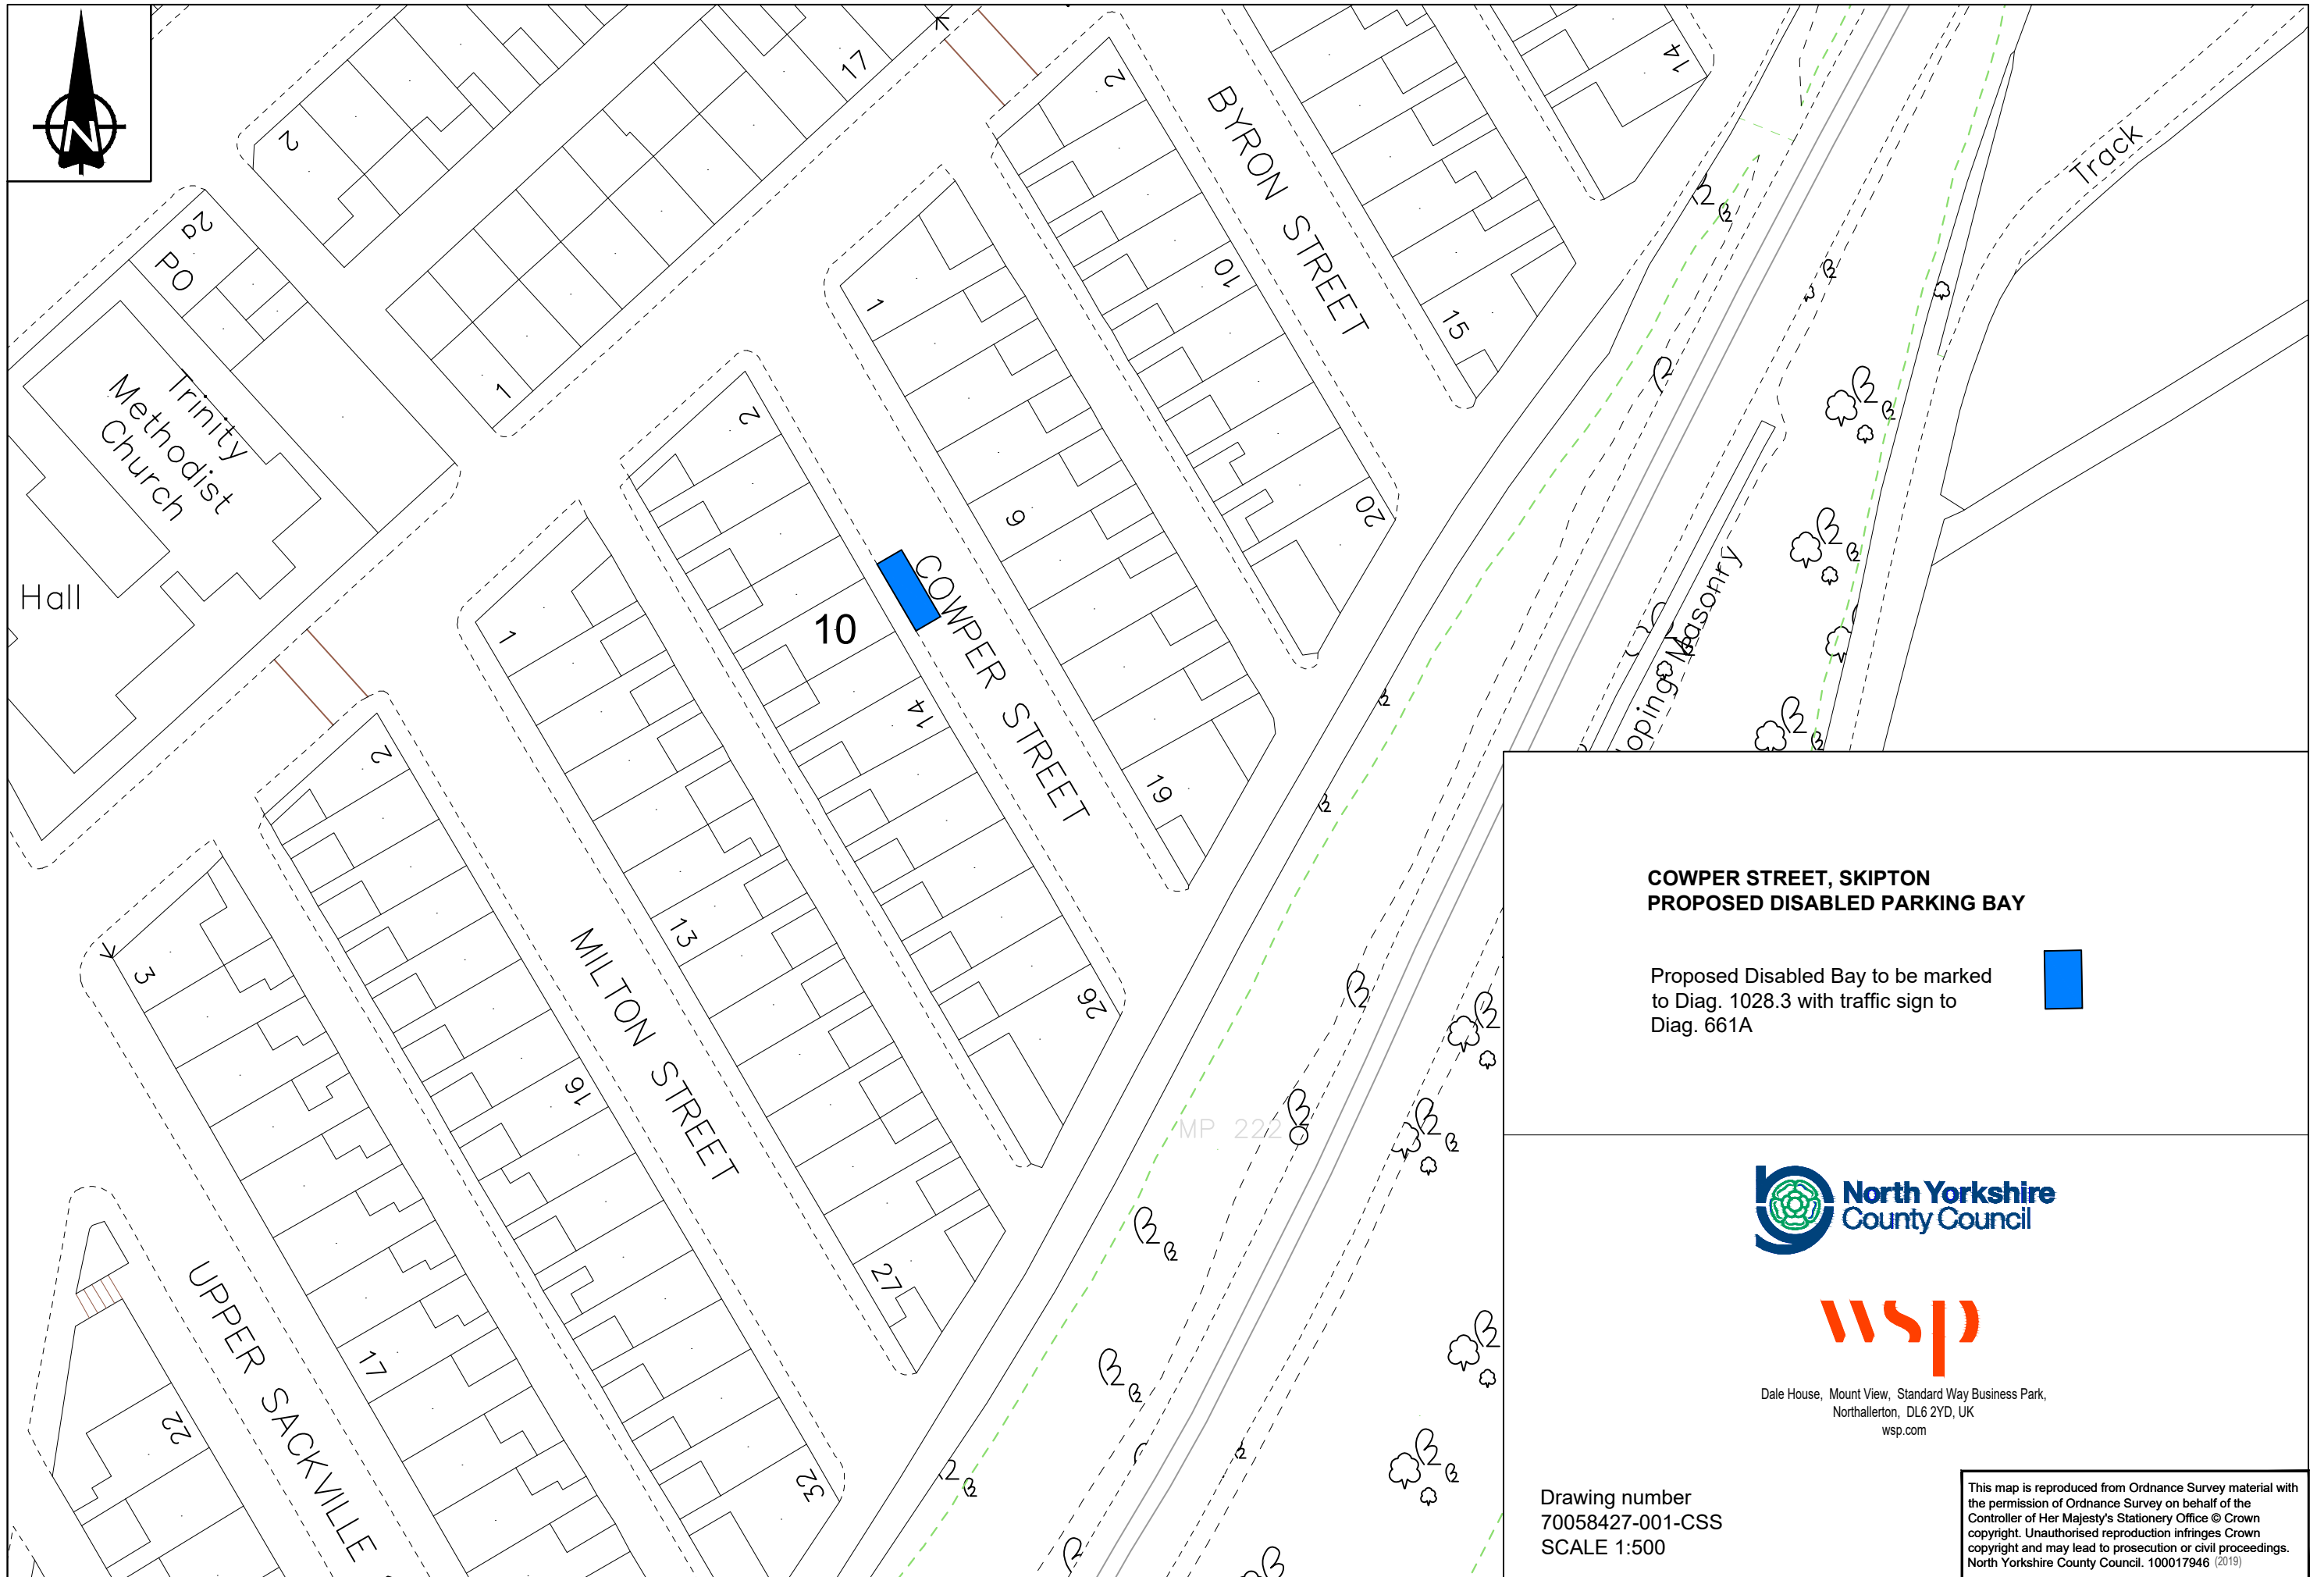 N
2
17
2
BYRON STREET
14
Track
2a
PO
1
10
15
Trinity
Methodist
Church
1
2
9
20
Hall
1
10
COWPER STREET
14
19
2
Masonry
3
13
26
MILTON STREET
16
MP 222
27
UPPER SACKVILLE
17
22
32
COWPER STREET, SKIPTON
PROPOSED DISABLED PARKING BAY
Proposed Disabled Bay to be marked
to Diag. 1028.3 with traffic sign to
Diag. 661A
North Yorkshire
County Council
wsp
Dale House, Mount View, Standard Way Business Park,
Northallerton, DL6 2YD, UK
wsp.com
Drawing number
70058427-001-CSS
SCALE 1:500
This map is reproduced from Ordnance Survey material with
the permission of Ordnance Survey on behalf of the
Controller of Her Majesty's Stationery Office © Crown
copyright. Unauthorised reproduction infringes Crown
copyright and may lead to prosecution or civil proceedings.
North Yorkshire County Council. 100017946 (2019)